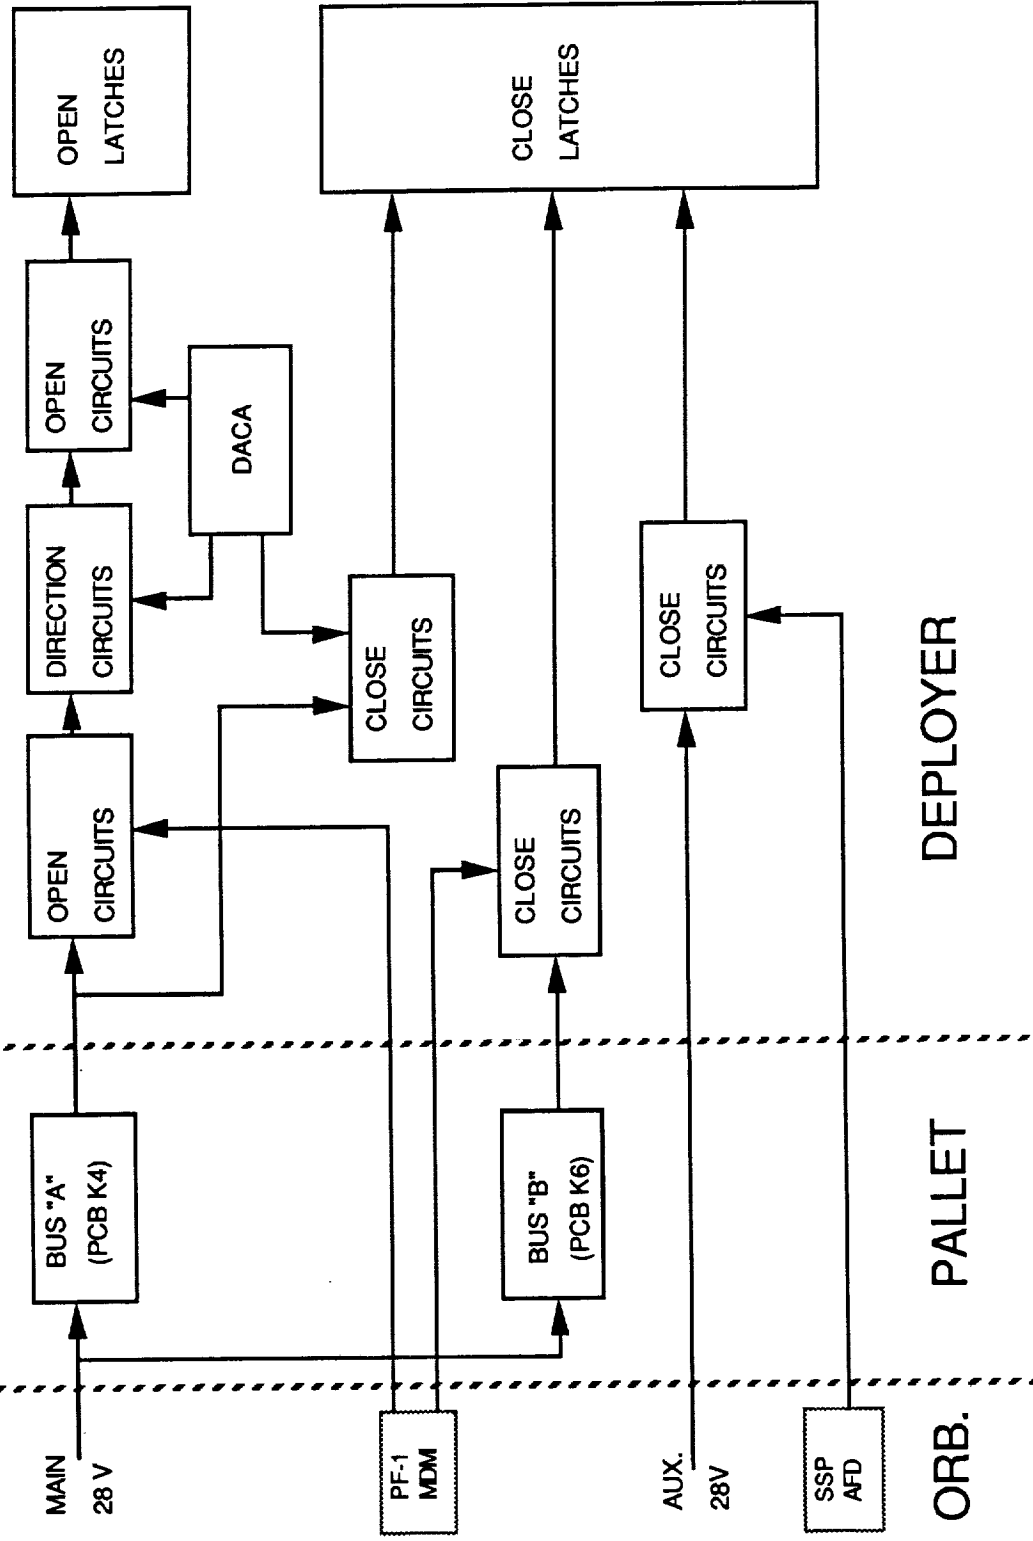 MAIN
28 V
BUS "A"
(PCB K4)
OPEN
CIRCUITS
DIRECTION
CIRCUITS
OPEN
CIRCUITS
OPEN
LATCHES
DACA
PF-1
MDM
CLOSE
CIRCUITS
CLOSE
LATCHES
BUS "B"
(PCB K6)
CLOSE
CIRCUITS
AUX.
28V
CLOSE
CIRCUITS
SSP
AFD
ORB.
PALLET
DEPLOYER